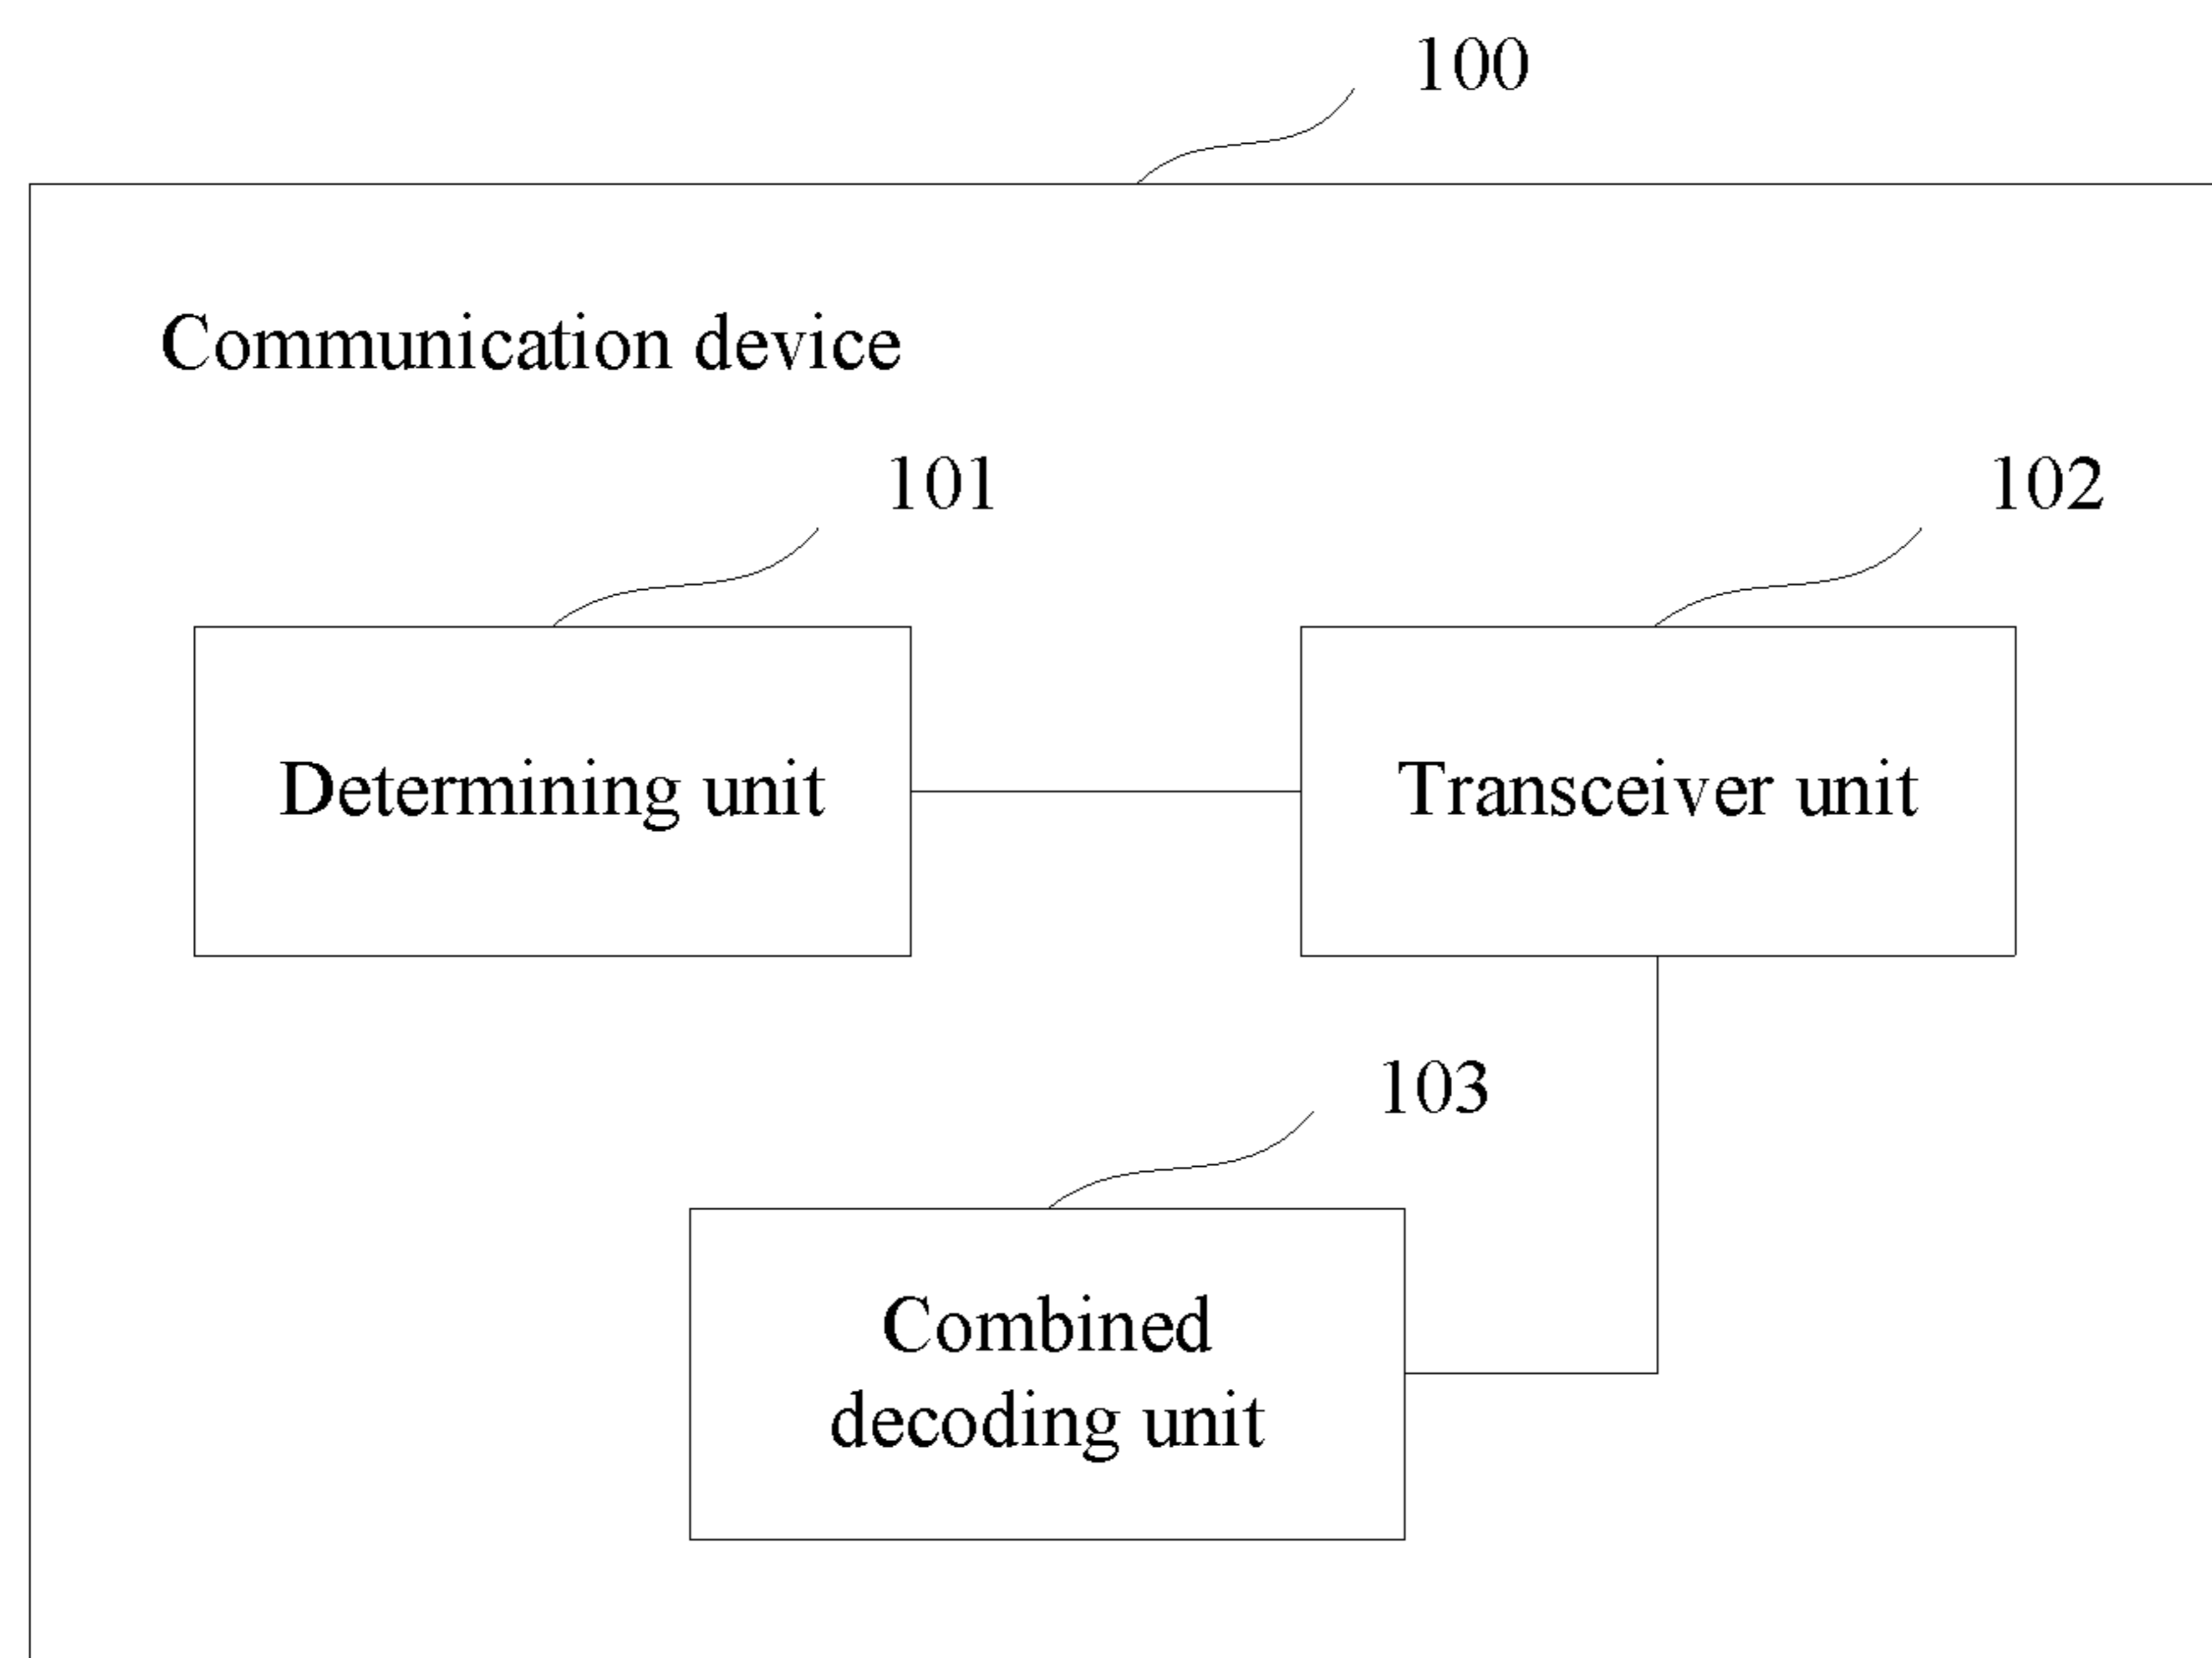 100
Communication device
101
102
Determining unit
Transceiver unit
103
Combined
decoding unit